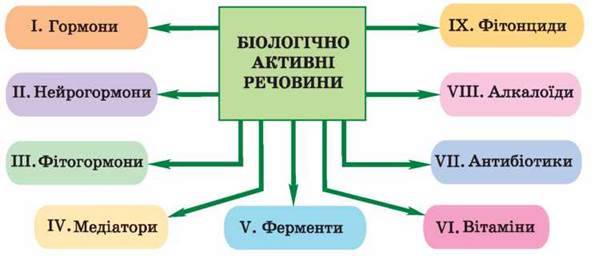 БІОЛОГІЧНО
АКТИВНІ
РЕЧОВИНИ
I. Гормони
II. Нейрогормони
III. Фітогормони
IV. Медіатори
V. Ферменти
VI. Вітаміни
VII. Антибіотики
VIII. Алкалоїди
IX. Фітонциди